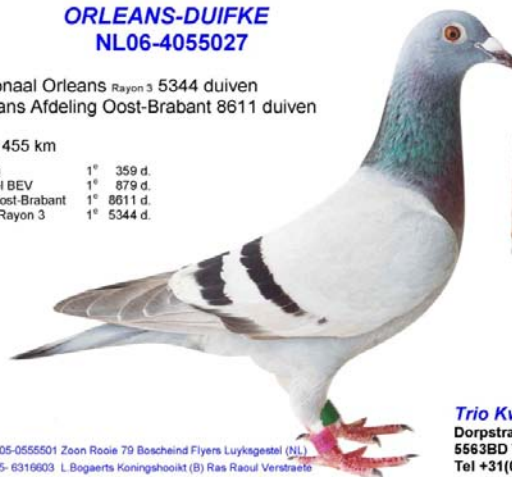 ORLEANS-DUIFKE
NL06-4055027
naal Orleans Rayon 3 5344 duiven
ans Afdeling Oost-Brabant 8611 duiven
455 km
1e 359 d.
l BEV 1e 879 d.
ost-Brabant 1e 8611 d.
Rayon 3 1e 5344 d.
05-0555501 Zoon Rooie 79 Boscheind Flyers Luyksgestel (NL)
5- 6316603 L.Bogaerts Koningshooikt (B) Ras Raoul Verstraete
Trio Kw
Dorpstra
5563BD
Tel +31(0